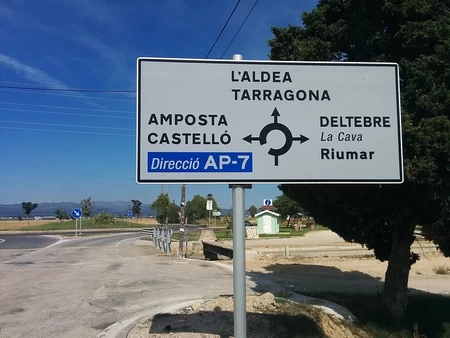 L'ALDEA
TARRAGONA
AMPOSTA
CASTELLÓ
Direcció AP-7
DELTEBRE
La Cava
Riumar